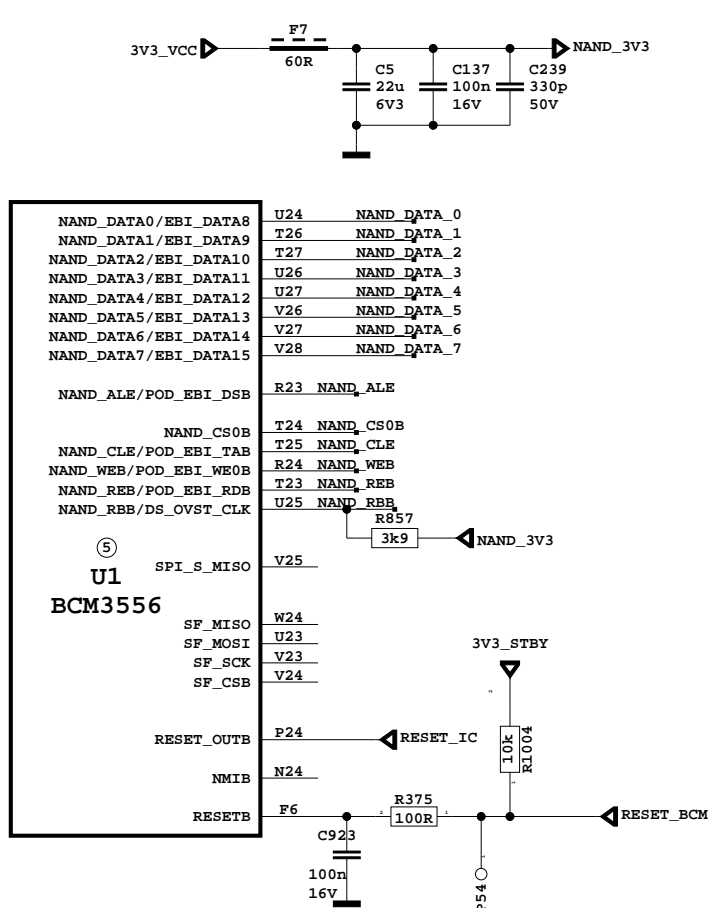 F7
3V3_VCC
60R
NAND_3V3
C5
22u
6V3
C137
100n
16V
C239
330p
50V
NAND_DATA0/EBI_DATA8 U24 NAND_DATA_0
NAND_DATA1/EBI_DATA9 T26 NAND_DATA_1
NAND_DATA2/EBI_DATA10 T27 NAND_DATA_2
NAND_DATA3/EBI_DATA11 U26 NAND_DATA_3
NAND_DATA4/EBI_DATA12 U27 NAND_DATA_4
NAND_DATA5/EBI_DATA13 V26 NAND_DATA_5
NAND_DATA6/EBI_DATA14 V27 NAND_DATA_6
NAND_DATA7/EBI_DATA15 V28 NAND_DATA_7
NAND_ALE/POD_EBI_DSB R23 NAND_ALE
NAND_CS0B T24 NAND_CS0B
NAND_CLE/POD_EBI_TAB T25 NAND_CLE
NAND_WEB/POD_EBI_WE0B R24 NAND_WEB
NAND_REB/POD_EBI_RDB T23 NAND_REB
NAND_RBB/DS_OVST_CLK U25 NAND_RBB
R857
3k9
NAND_3V3
5
U1
BCM3556
SPI_S_MISO V25
SF_MISO W24
SF_MOSI U23
SF_SCK V23
SF_CSB V24
3V3_STBY
10k
R1004
RESET_OUTB P24 RESET_IC
NMIB N24
RESETB F6
R375
100R
RESET_BCM
C923
100n
16V
P54